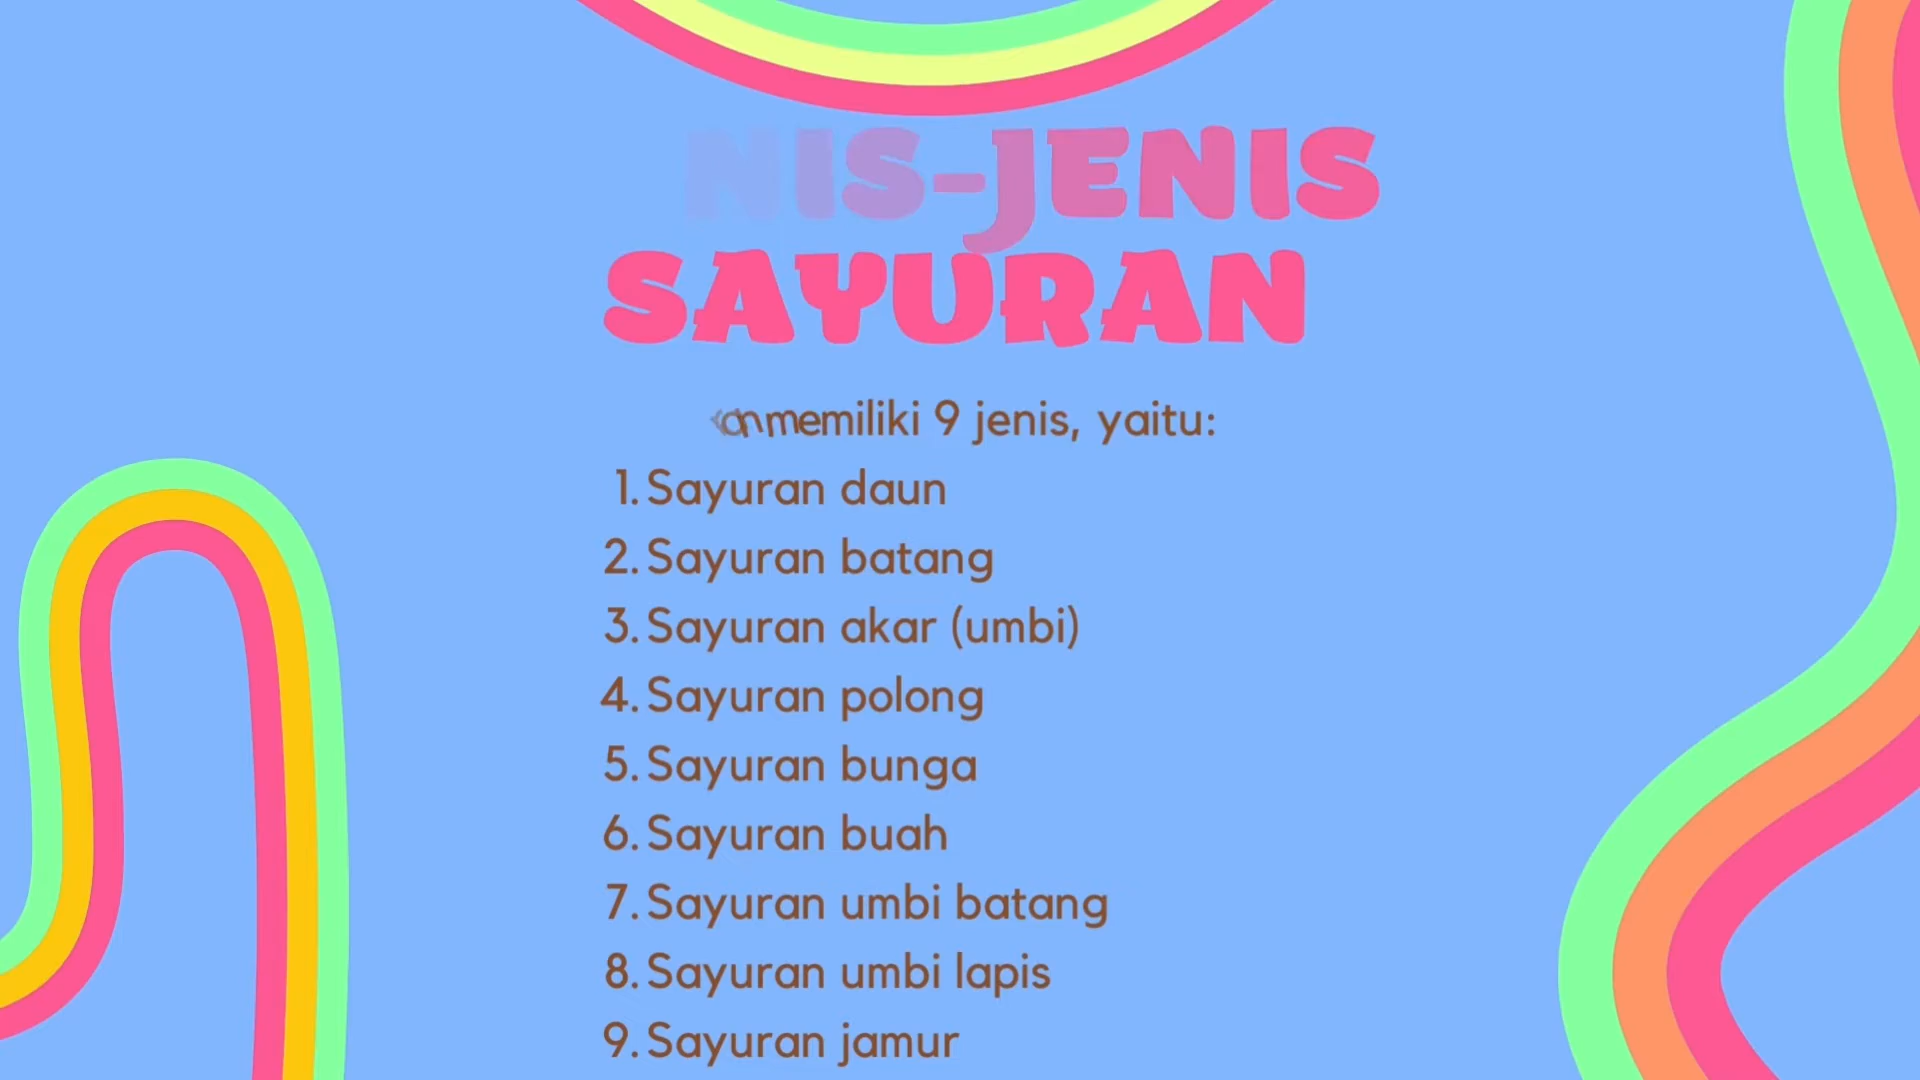 NIS-JENIS
SAYURAN
memiliki 9 jenis, yaitu:
1. Sayuran daun
2. Sayuran batang
3. Sayuran akar (umbi)
4. Sayuran polong
5. Sayuran bunga
6. Sayuran buah
7. Sayuran umbi batang
8. Sayuran umbi lapis
9. Sayuran jamur